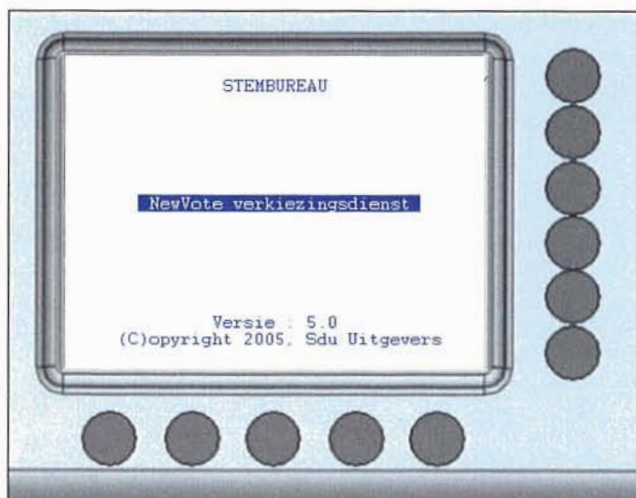 STEMBUREAU
NewVote verkiezingsdienst
Versie : 5.0
(C)opyright 2005, Sdu Uitgevers